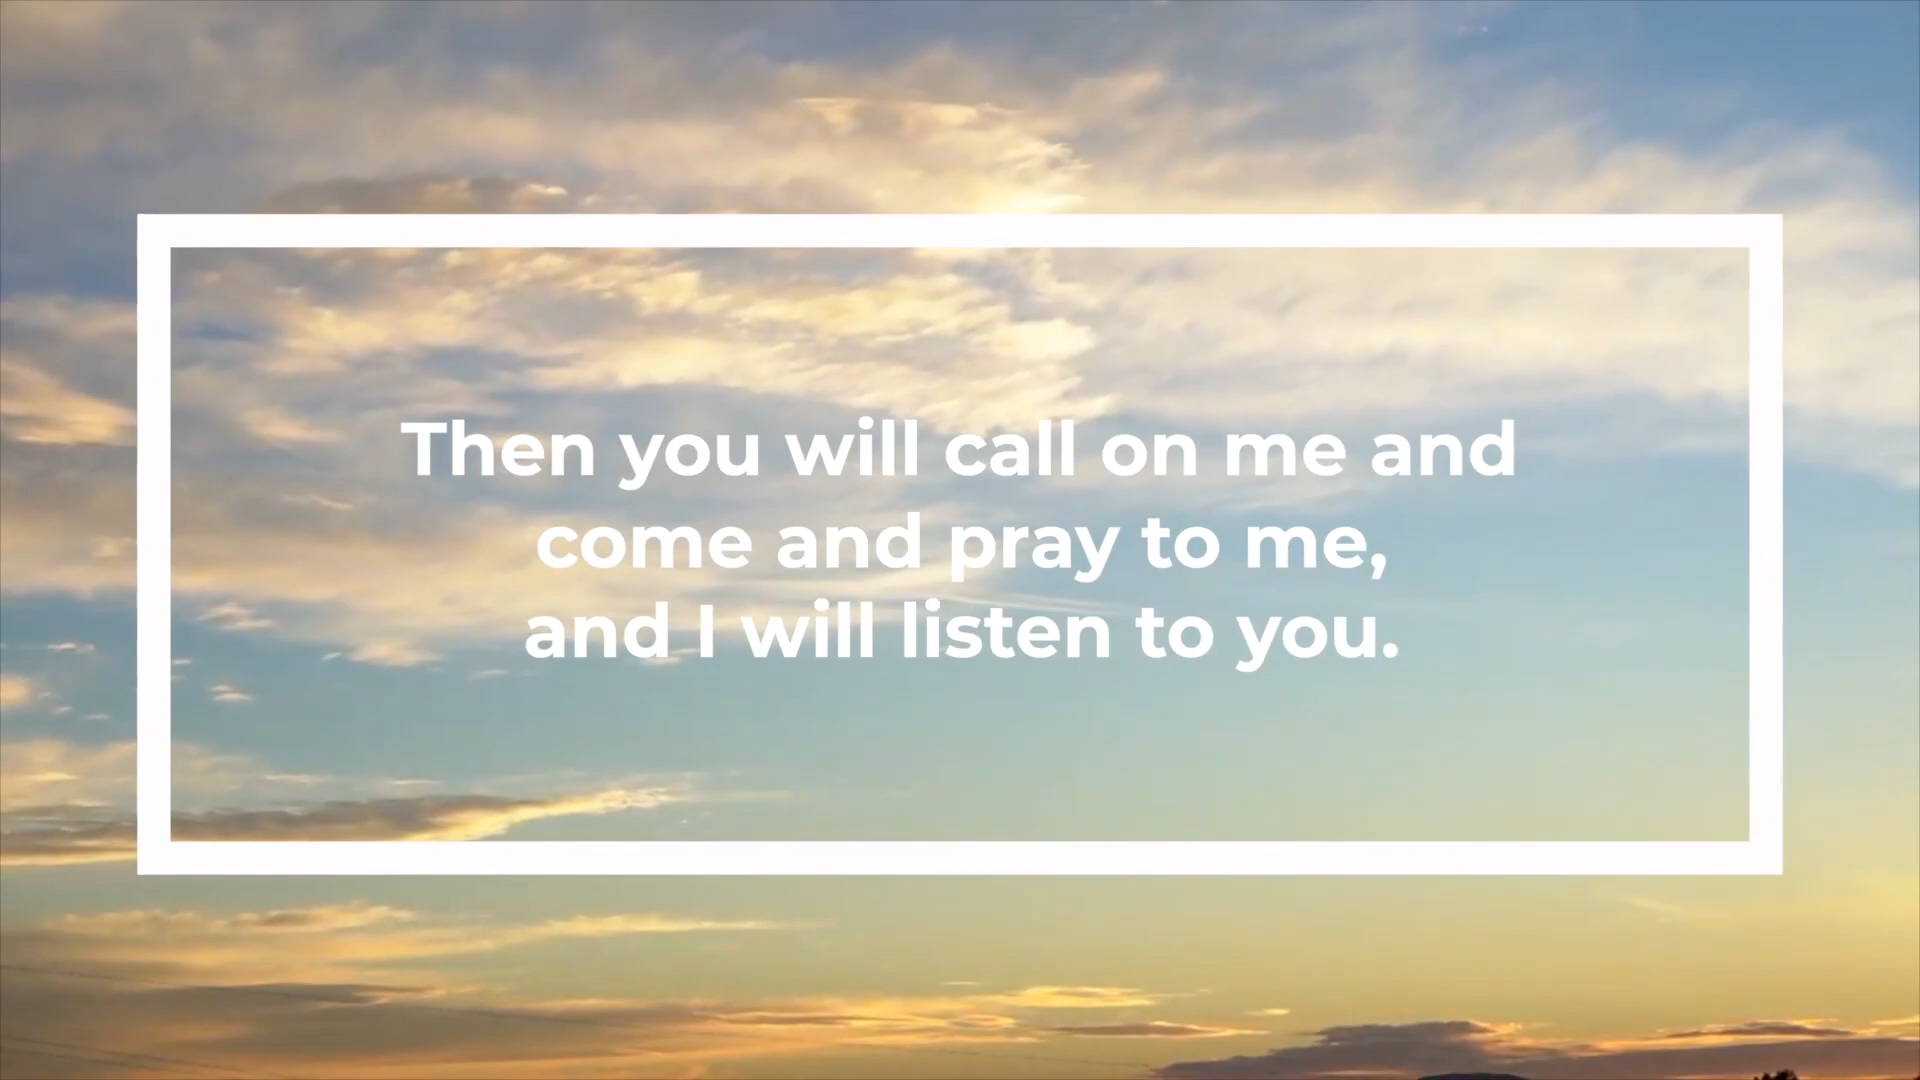 Then you will call on me and
come and pray to me,
and I will listen to you.